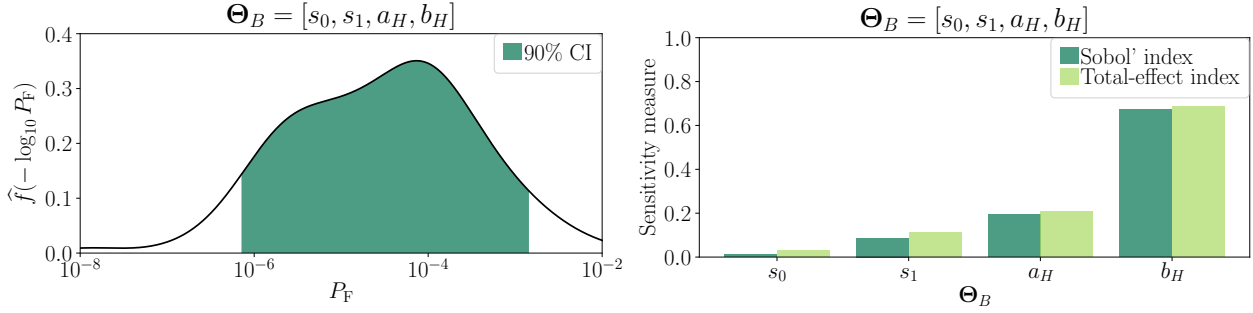 Θ_B = [s_0, s_1, a_H, b_H]
90% CI
f̂(− log_10 P_F)
0.4
0.3
0.2
0.1
0.0
10^−8
10^−6
10^−4
10^−2
P_F
Θ_B = [s_0, s_1, a_H, b_H]
Sobol' index
Total-effect index
Sensitivity measure
1.0
0.8
0.6
0.4
0.2
0.0
s_0
s_1
a_H
b_H
Θ_B